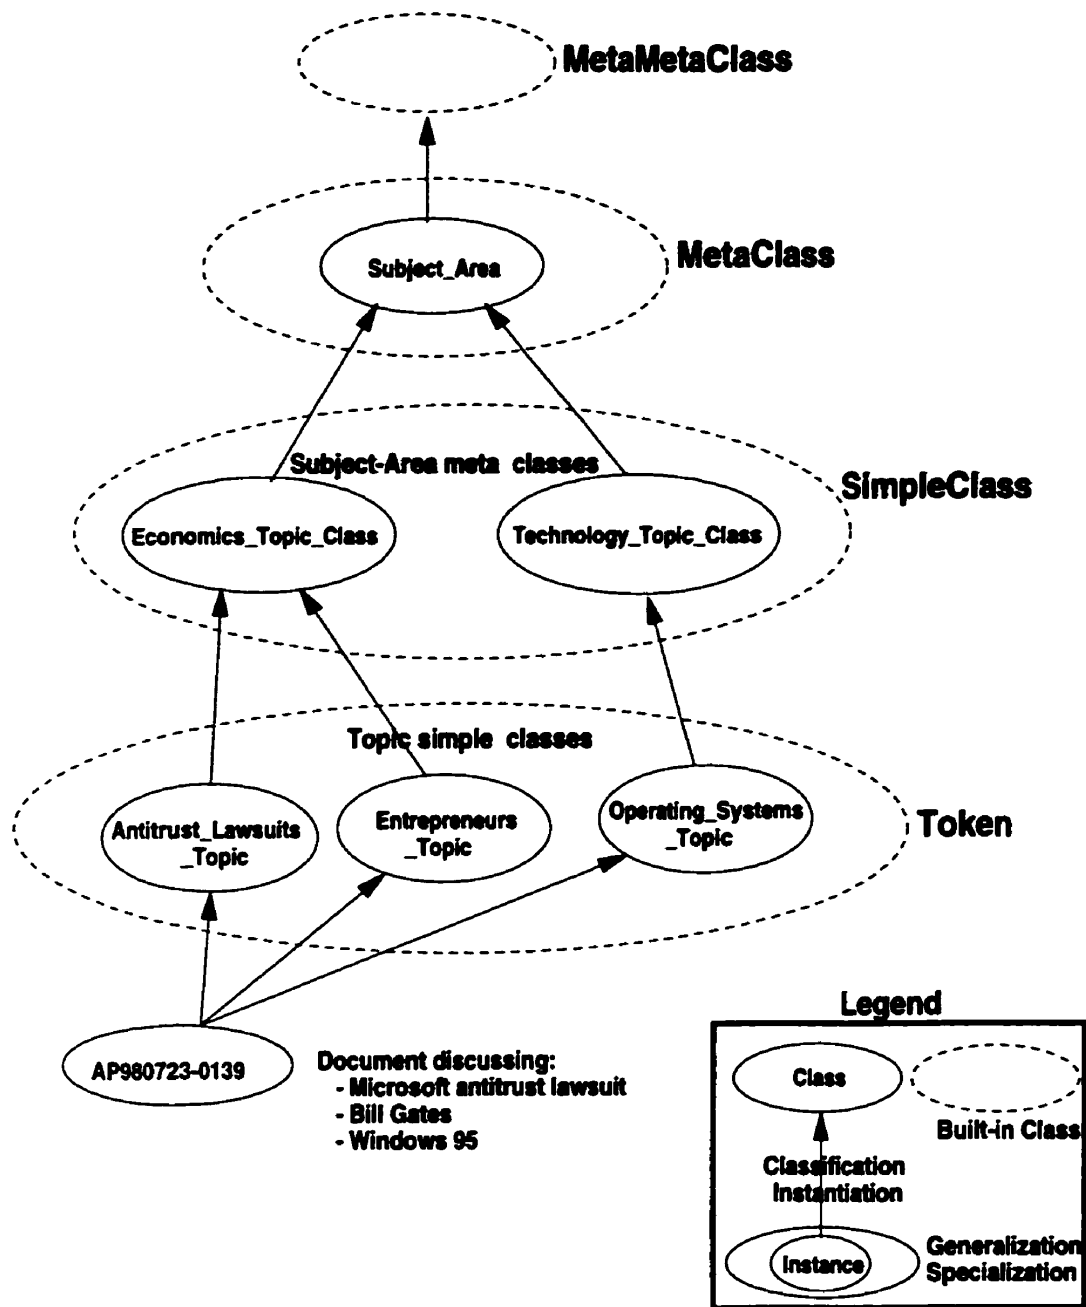 MetaMetaClass
MetaClass
Subject_Area
Subject-Area meta classes
SimpleClass
Economics_Topic_Class
Technology_Topic_Class
Topic simple classes
Antitrust_Lawsuits
_Topic
Entrepreneurs
_Topic
Operating_Systems
_Topic
Token
AP980723-0139
Document discussing:
- Microsoft antitrust lawsuit
- Bill Gates
- Windows 95
Legend
Class
Built-in Class
Classification
Instantiation
Instance
Generalization
Specialization